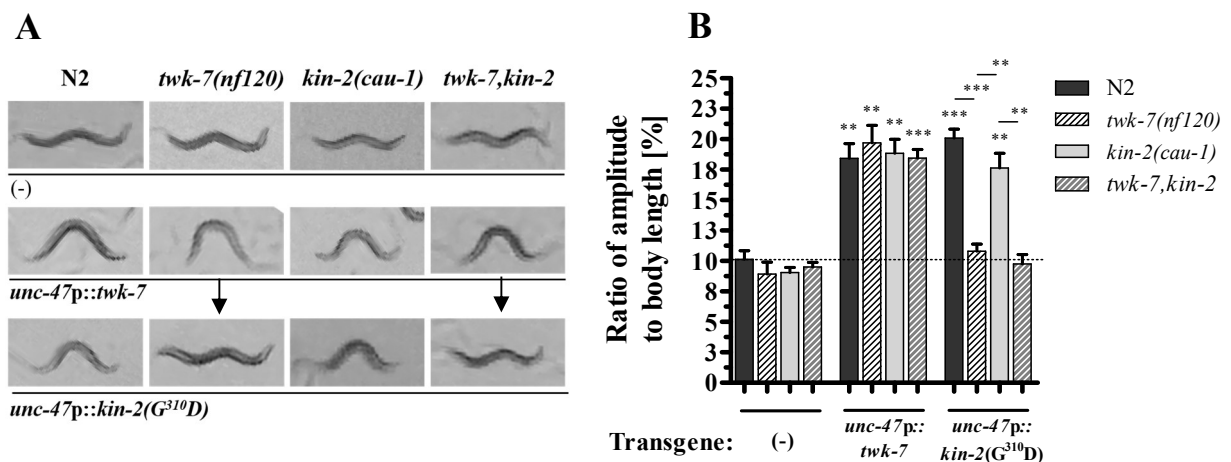 A
N2 twk-7(nf120) kin-2(cau-1) twk-7,kin-2
(-)
unc-47p::twk-7
unc-47p::kin-2(G³¹⁰D)
B
Ratio of amplitude
to body length [%]
25
23
20
18
15
13
10
8
5
3
0
** ** ** ***
*** *** ** ** **
N2
twk-7(nf120)
kin-2(cau-1)
twk-7,kin-2
Transgene: (-) unc-47p:: twk-7 unc-47p:: kin-2(G³¹⁰D)